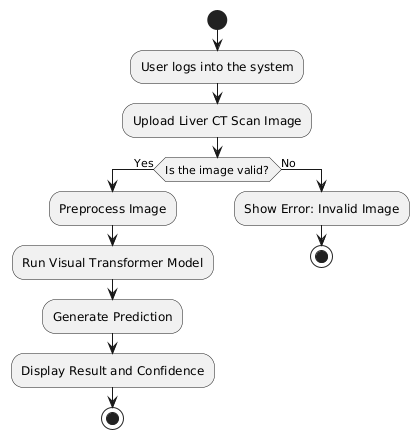 User logs into the system
Upload Liver CT Scan Image
Yes
Is the image valid?
No
Preprocess Image
Show Error: Invalid Image
Run Visual Transformer Model
Generate Prediction
Display Result and Confidence